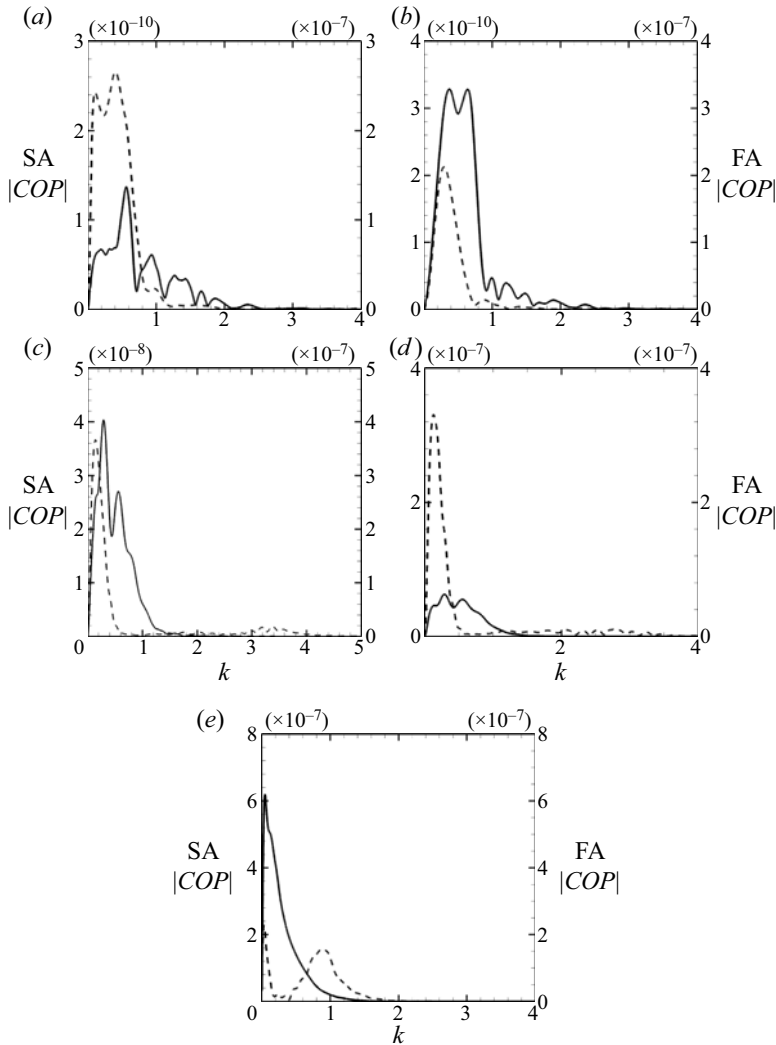 (a) (×10⁻¹⁰) (×10⁻⁷) (b) (×10⁻¹⁰) (×10⁻⁷)
3 3 4 4
3 3
2 2
SA FA
|COP| 2 2 |COP|
1 1
1 1
0 1 2 3 4 0 0 1 2 3 4 0
(c) (×10⁻⁸) (×10⁻⁷) (d) (×10⁻⁷) (×10⁻⁷)
5 5 4 4
4 4
SA 3 3 FA
|COP| 2 2 |COP|
2 2
1 1
0 1 2 3 4 5 0 0 2 4 0
k k
(e) (×10⁻⁷) (×10⁻⁷)
8 8
6 6
SA FA
|COP| 4 4 |COP|
2 2
0 1 2 3 4 0
k